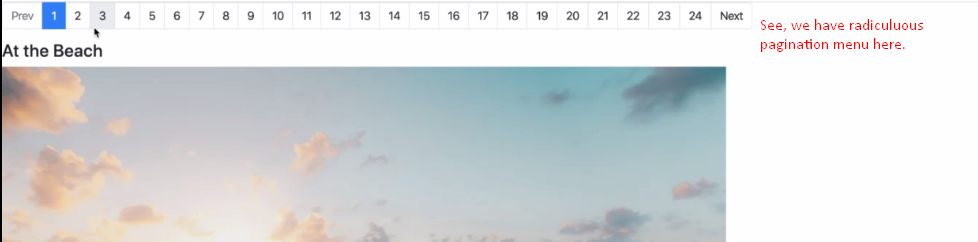 Prev 1 2 3 4 5 6 7 8 9 10 11 12 13 14 15 16 17 18 19 20 21 22 23 24 Next
See, we have radiculuous
pagination menu here.
At the Beach